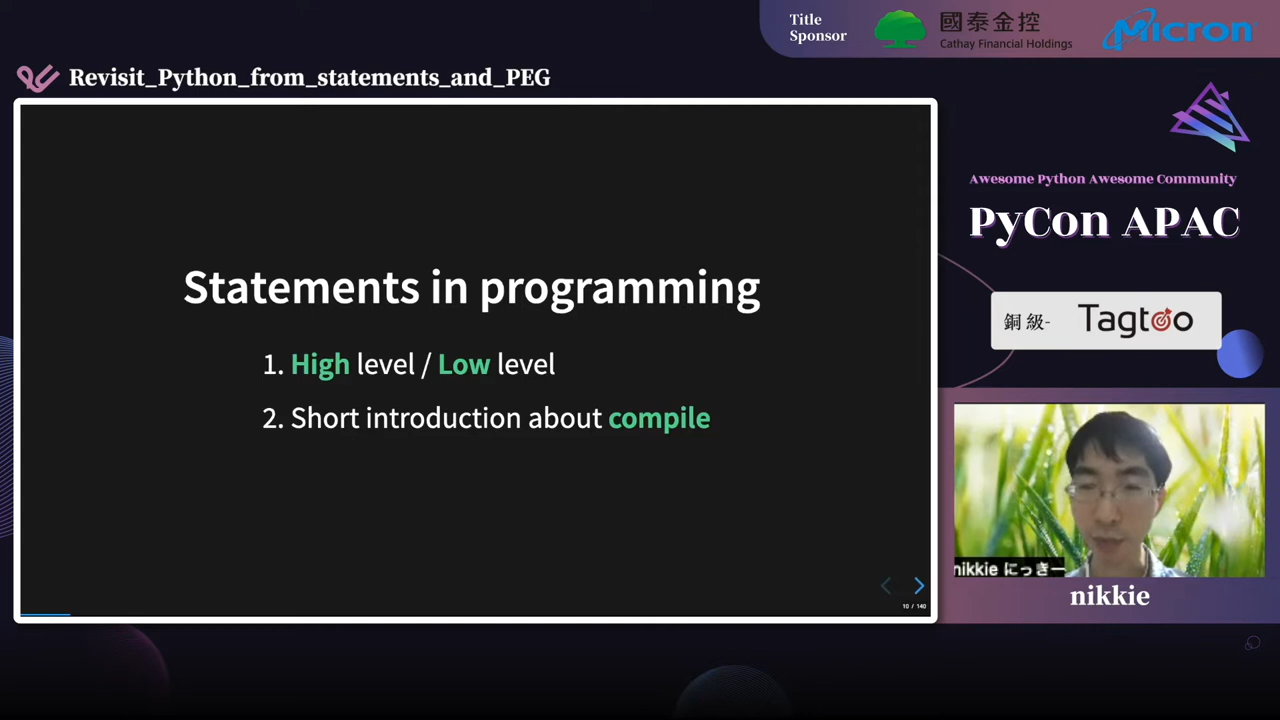 Title
Sponsor
國泰金控
Cathay Financial Holdings
Micron
Revisit_Python_from_statements_and_PEG
Statements in programming
1. High level / Low level
2. Short introduction about compile
10 / 140
Awesome Python Awesome Community
PyCon APAC
銅級-
Tagtoo
nikkie にっきー
nikkie